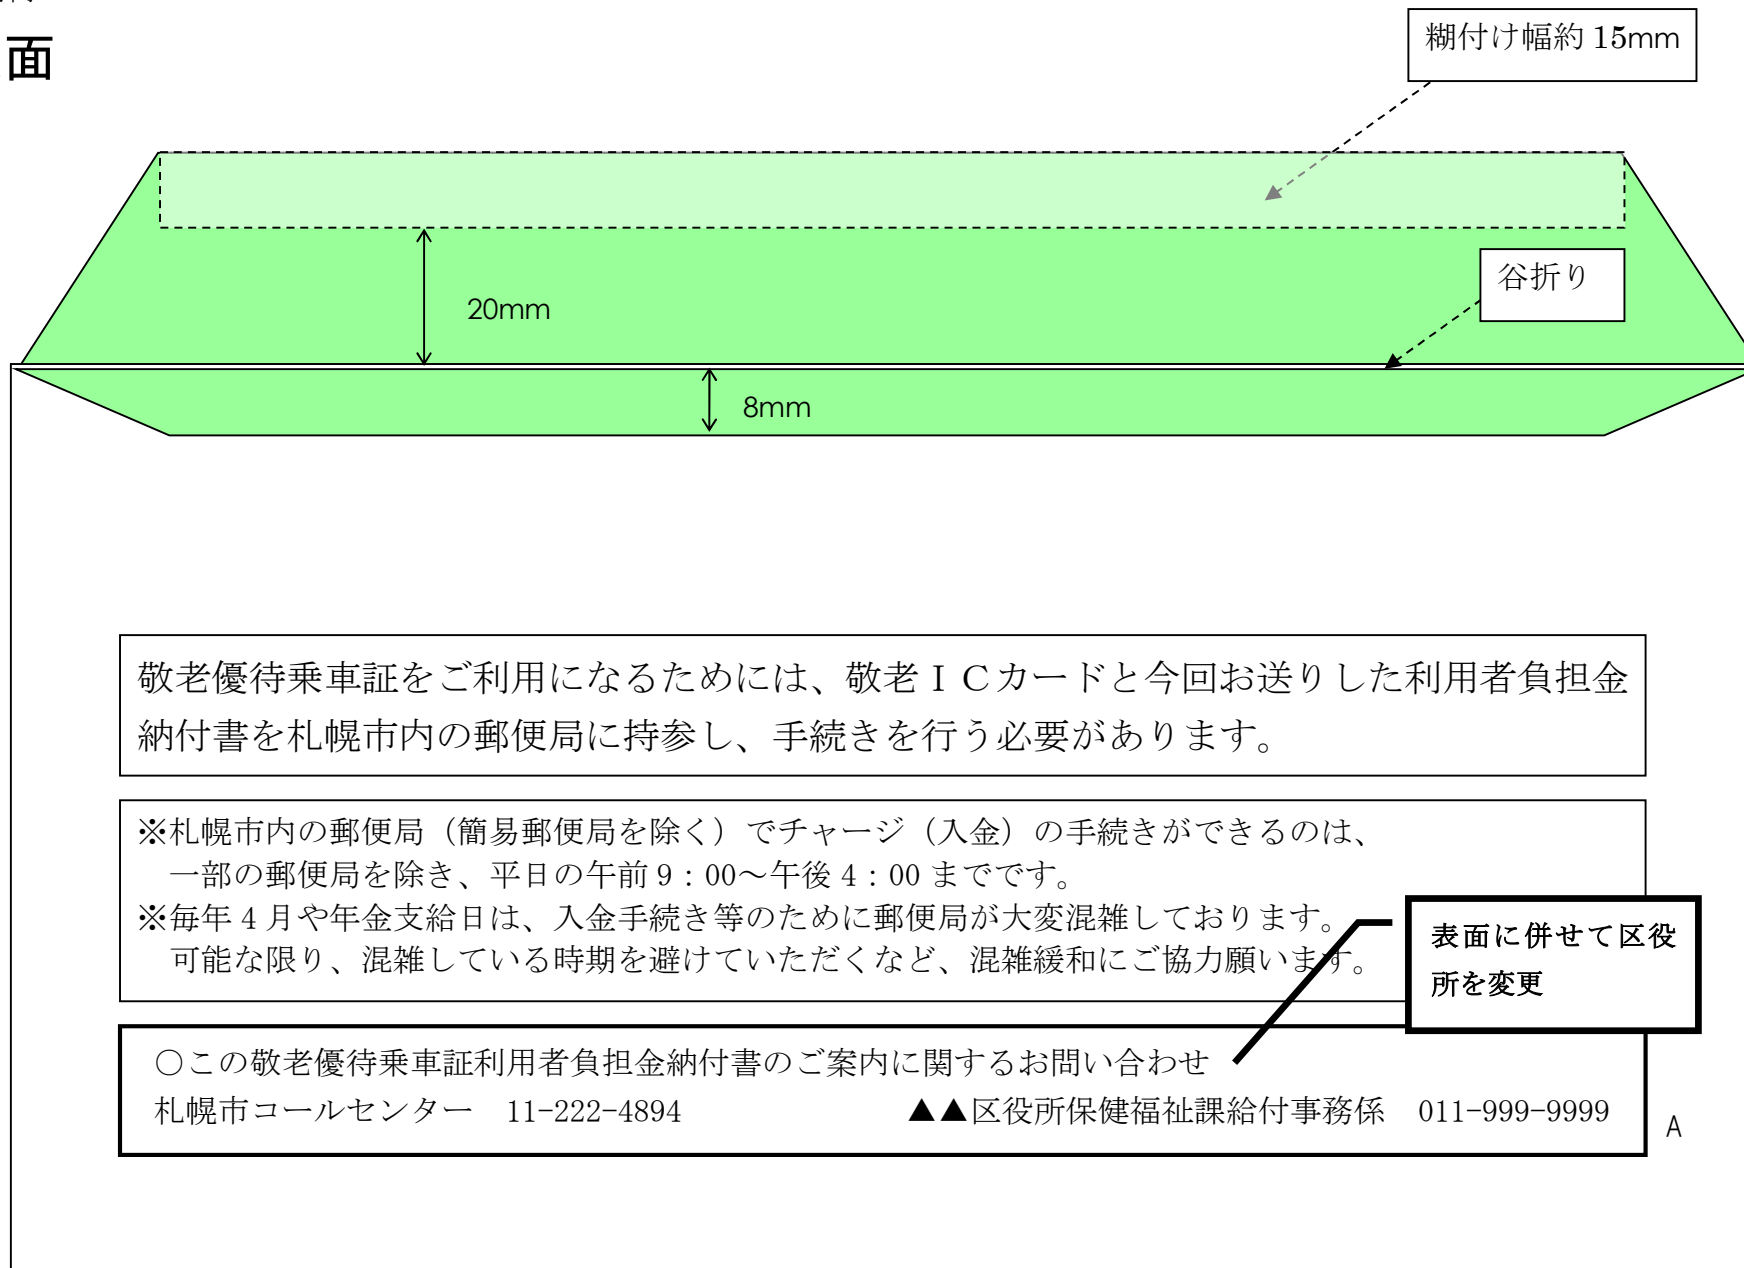 面
糊付け幅約15mm
谷折り
20mm
8mm
敬老優待乗車証をご利用になるためには、敬老ＩＣカードと今回お送りした利用者負担金
納付書を札幌市内の郵便局に持参し、手続きを行う必要があります。
※札幌市内の郵便局（簡易郵便局を除く）でチャージ（入金）の手続きができるのは、
一部の郵便局を除き、平日の午前9：00～午後4：00までです。
※毎年4月や年金支給日は、入金手続き等のために郵便局が大変混雑しております。
可能な限り、混雑している時期を避けていただくなど、混雑緩和にご協力願います。
表面に併せて区役
所を変更
○この敬老優待乗車証利用者負担金納付書のご案内に関するお問い合わせ
札幌市コールセンター　11-222-4894　▲▲区役所保健福祉課給付事務係　011-999-9999
A